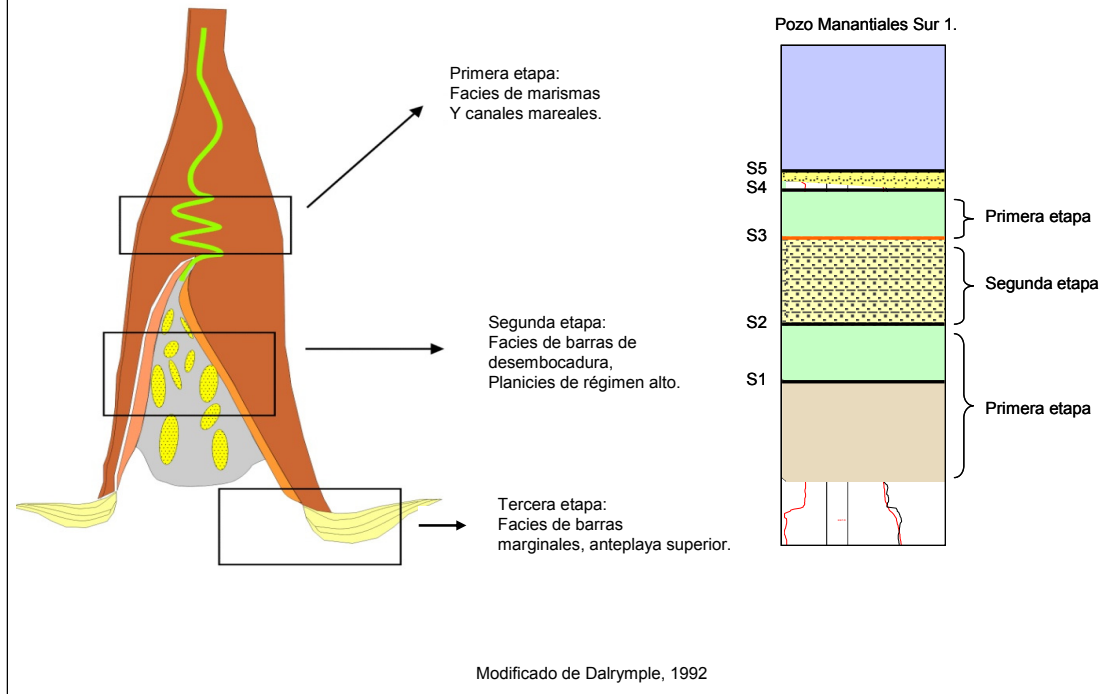 Pozo Manantiales Sur 1.
Primera etapa:
Facies de marismas
Y canales mareales.
Segunda etapa:
Facies de barras de
desembocadura,
Planicies de régimen alto.
Tercera etapa:
Facies de barras
marginales, anteplaya superior.
S5
S4
S3
S2
S1
Primera etapa
Segunda etapa
Primera etapa
Modificado de Dalrymple, 1992